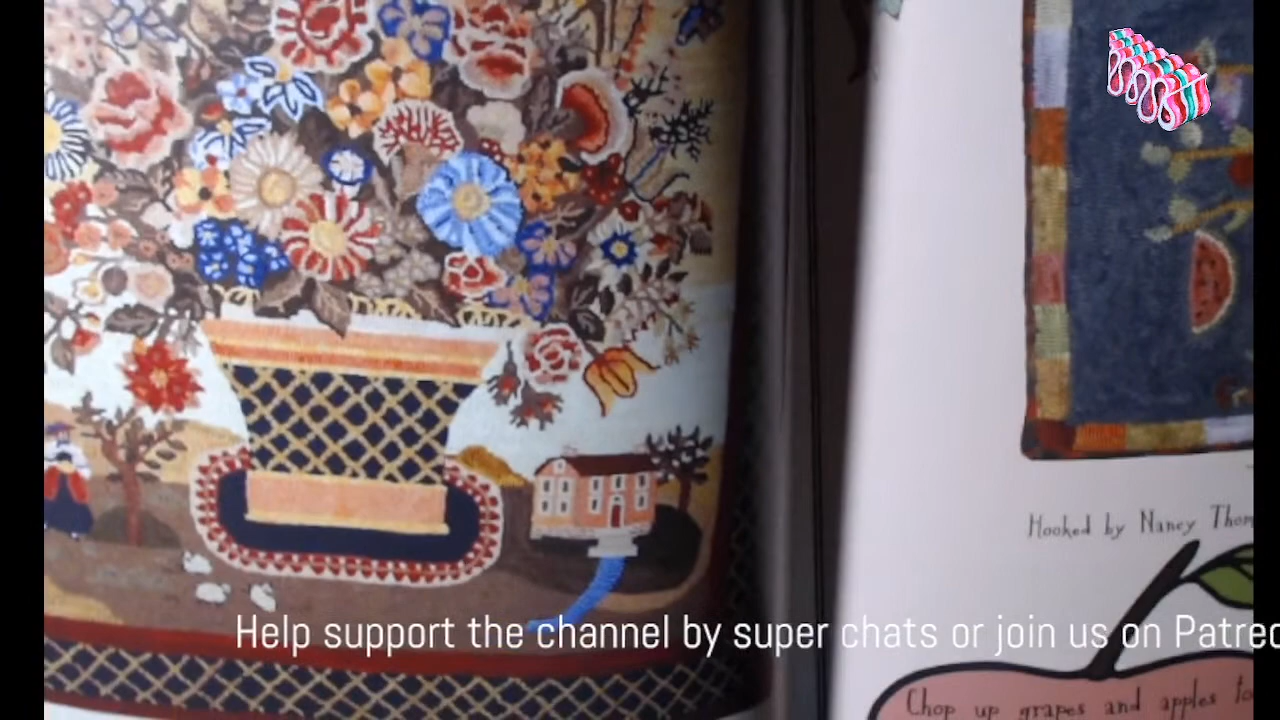 Hooked by Nancy
Help support the channel by super chats or join us on
Chop up grapes and apples